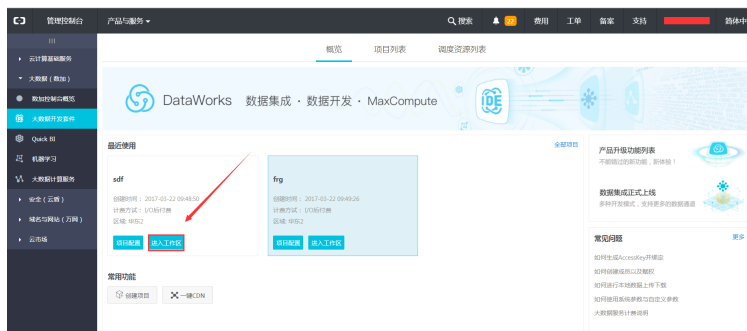 管理控制台 产品与服务 搜索 22 费用 工单 备案 支持 简体中
概览 项目列表 调度资源列表
云计算基础服务
大数据（数加）
数加控制台概览
大数据开发套件
Quick BI
机器学习
大数据计算服务
安全（云盾）
域名与网站（万网）
云市场
DataWorks 数据集成 · 数据开发 · MaxCompute
最近使用 全部项目
sdf
创建时间：2017-03-22 09:48:50
计费方式：I/O后付费
区域 华东2
项目配置 进入工作区
frg
创建时间：2017-03-22 09:49:26
计费方式：I/O后付费
区域 华东2
项目配置 进入工作区
常用功能
创建项目 一键CDN
产品升级功能列表
不能错过的新功能，新体验！
数据集成正式上线
多种开发模式，支持更多的数据通道
常见问题 更多
如何生成AccessKey并绑定
如何创建成员以及赋权
如何进行本地数据上传下载
如何使用系统参数与自定义参数
大数据服务计费说明